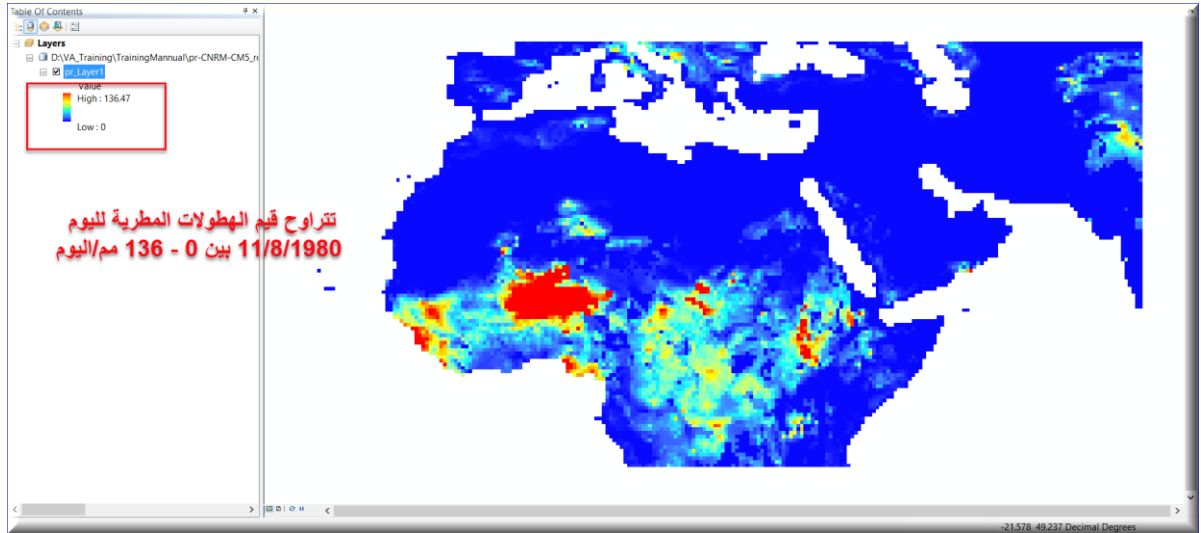 Table Of Contents
Layers
D:\VA_Training\TrainingMannual\pr-CNRM-CM5_r
pr_Layer1
Value
High : 136.47
Low : 0
تتراوح قيم الهطولات المطرية لليوم
11/8/1980 بين 0 - 136 مم/اليوم
-21.578 49.237 Decimal Degrees